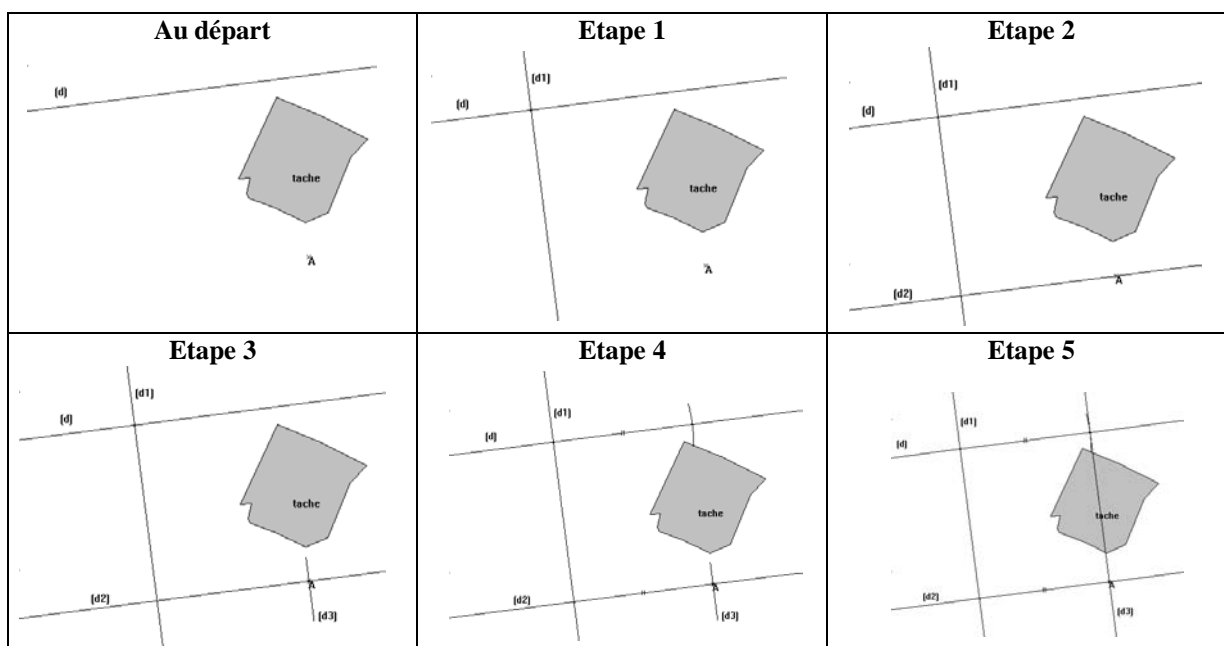 Au départ
(d)
tache
A
Etape 1
(d1)
(d)
tache
A
Etape 2
(d1)
(d)
tache
(d2)
A
Etape 3
(d1)
(d)
tache
(d2)
A
(d3)
Etape 4
(d1)
(d)
tache
(d2)
A
(d3)
Etape 5
(d1)
(d)
tache
(d2)
A
(d3)